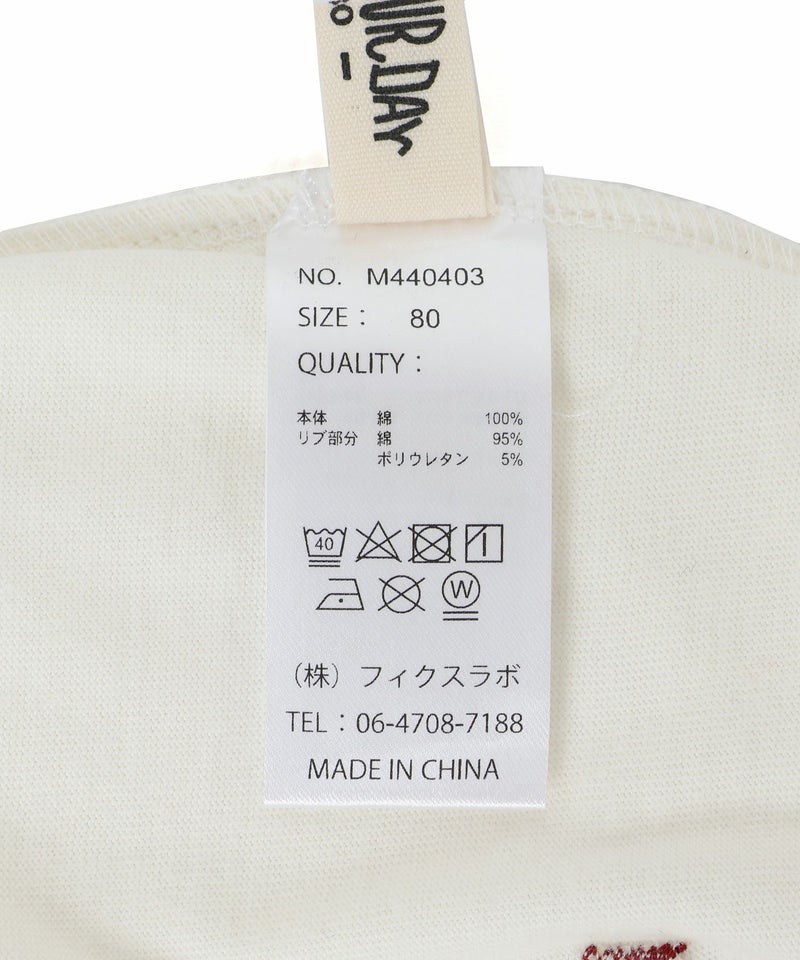 URDAY
NO. M440403
SIZE : 80
QUALITY :
本体 綿 100%
リブ部分 綿 95%
ポリウレタン 5%
40
W
(株) フィクスラボ
TEL : 06-4708-7188
MADE IN CHINA